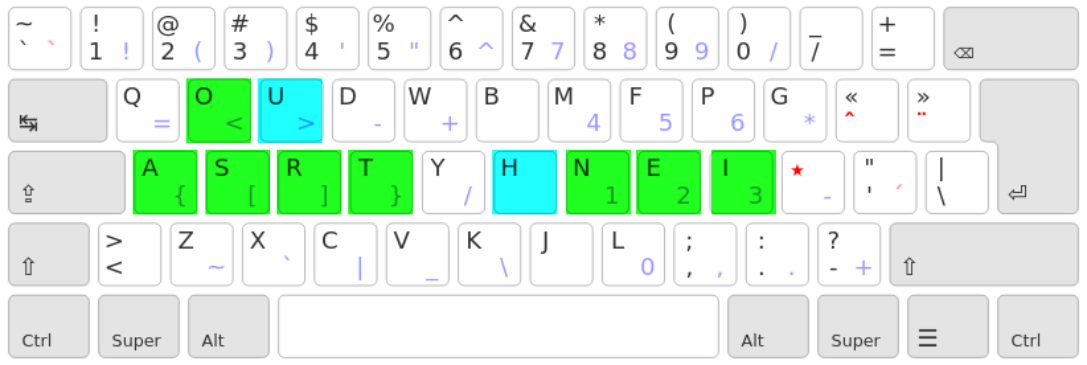 ~ ` ` ! 1 ! @ 2 ( # 3 ) $ 4 ' % 5 " ^ 6 ^ & 7 7 * 8 8 ( 9 9 ) 0 / _ / + = ⌫
↹ Q = O < U > D - W + B M 4 F 5 P 6 G * « ^ » ¨
⇪ A { S [ R ] T } Y / H N 1 E 2 I 3 ★ - " ' ´ | \ ⏎
⇧ > < Z ~ X ` C | V _ K \ J L 0 ; , , : . . ? - + ⇧
Ctrl Super Alt Alt Super ☰ Ctrl